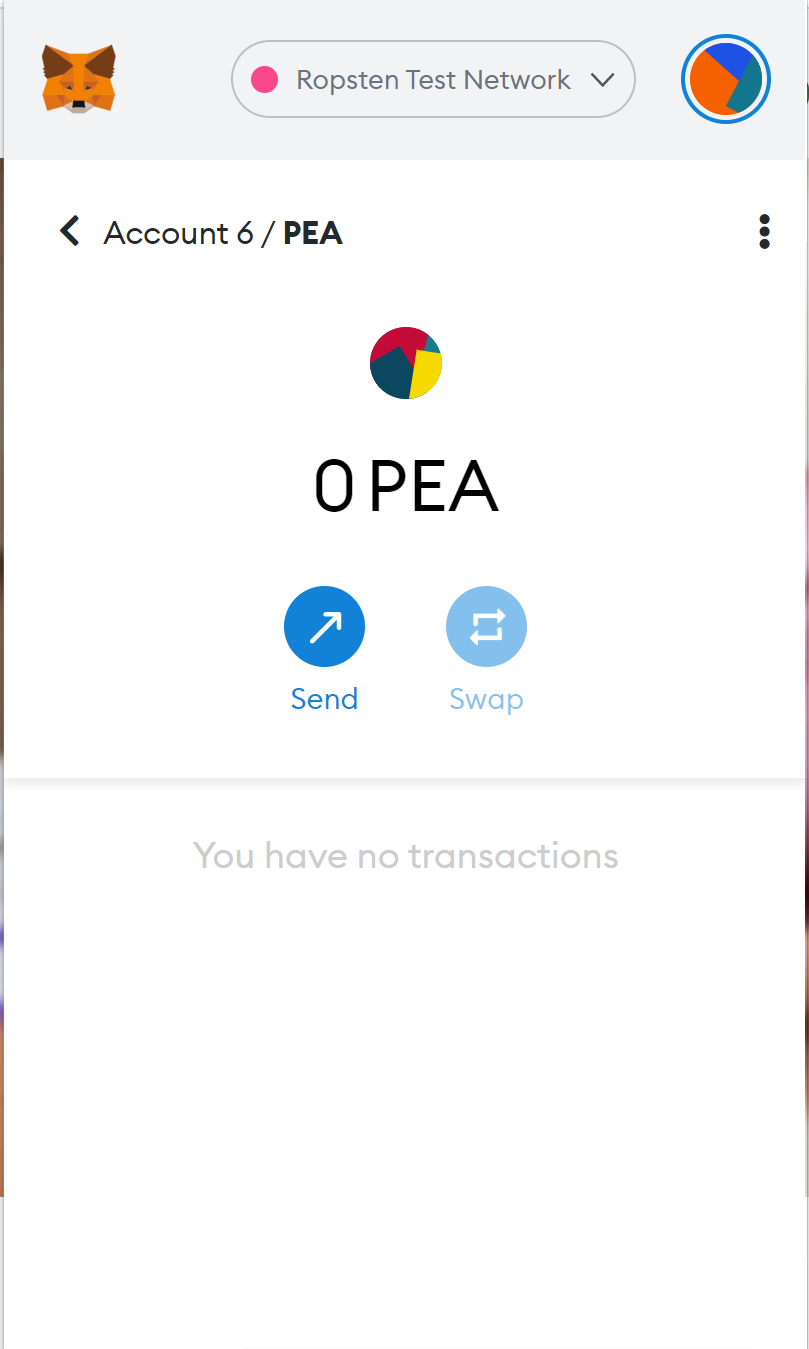 Ropsten Test Network
Account 6 / PEA
0 PEA
Send
Swap
You have no transactions